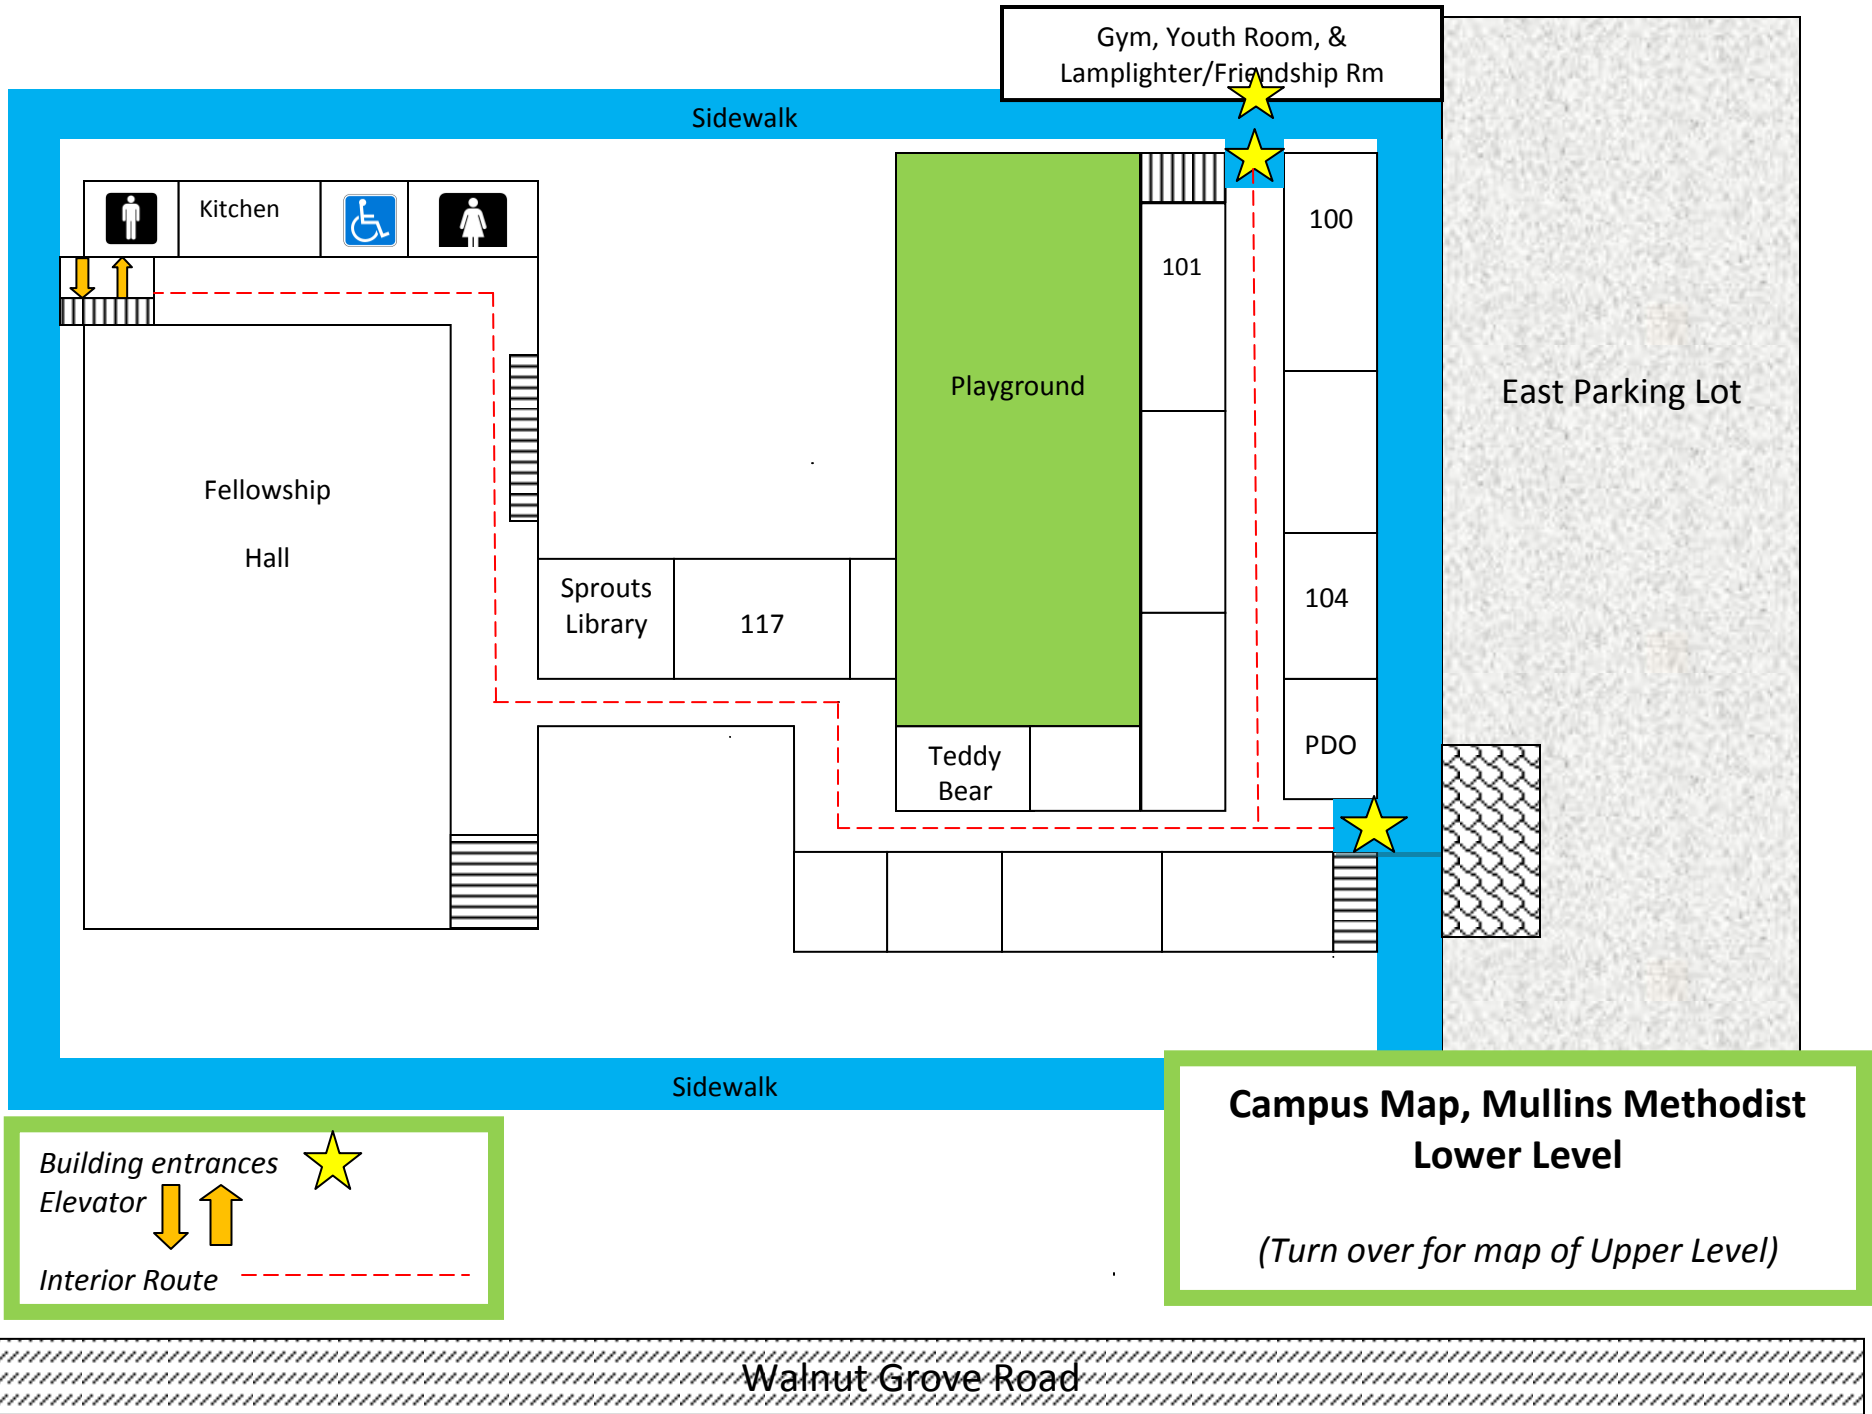 Gym, Youth Room, &
Lamplighter/Friendship Rm
Sidewalk
Kitchen
100
101
Playground
East Parking Lot
Fellowship
Hall
Sprouts
Library
117
104
Teddy
Bear
PDO
Sidewalk
Campus Map, Mullins Methodist
Lower Level
(Turn over for map of Upper Level)
Building entrances
Elevator
Interior Route
Walnut Grove Road